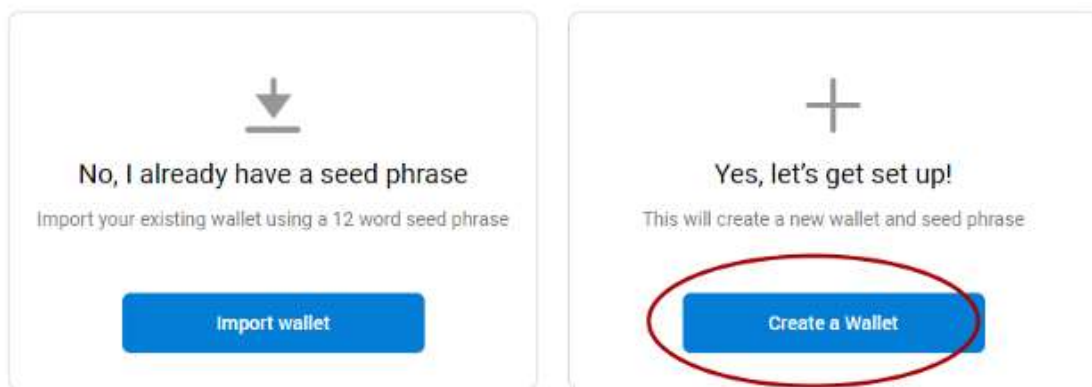 No, I already have a seed phrase
Import your existing wallet using a 12 word seed phrase
Import wallet
Yes, let's get set up!
This will create a new wallet and seed phrase
Create a Wallet